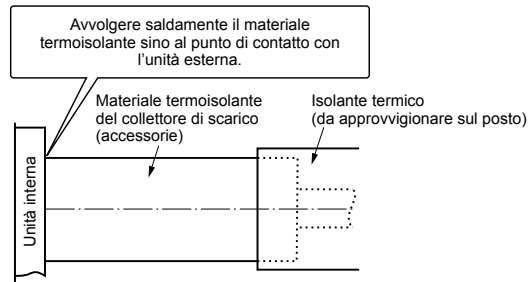 Avvolgere saldamente il materiale
termoisolante sino al punto di contatto con
l'unità esterna.
Materiale termoisolante
del collettore di scarico
(accessorie)
Isolante termico
(da approvvigionare sul posto)
Unità interna